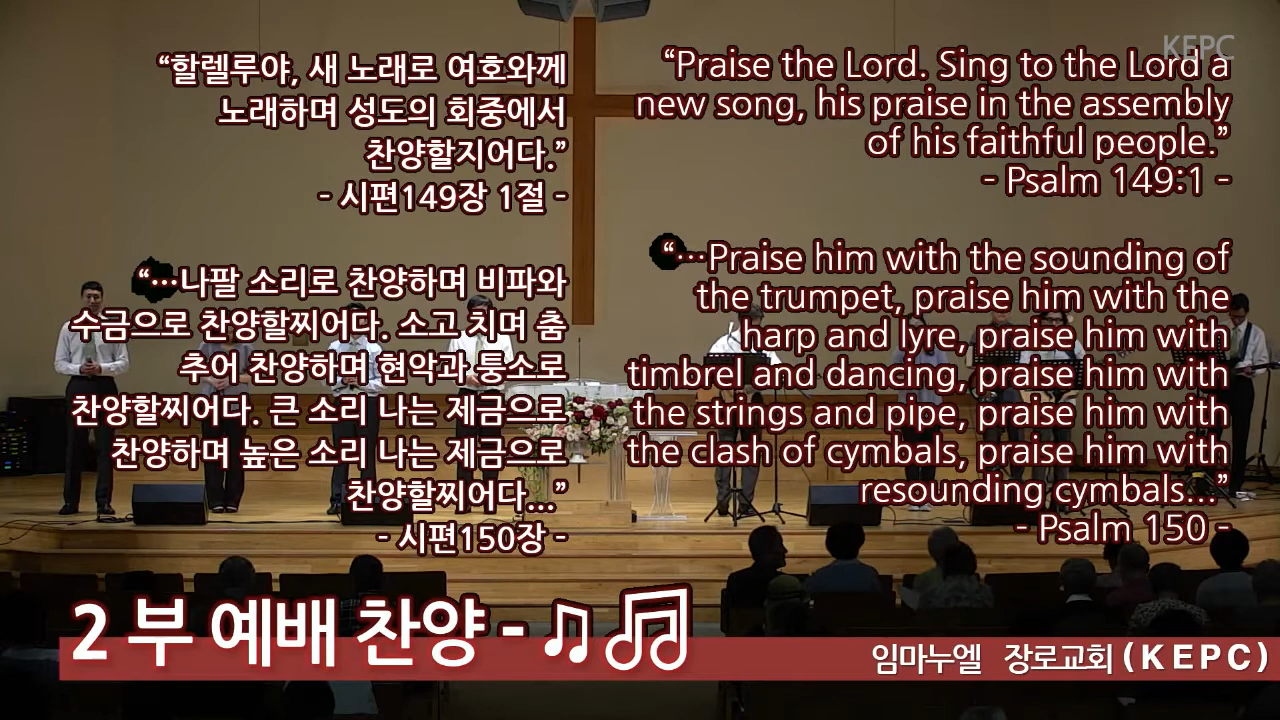 KEPC
“할렐루야, 새 노래로 여호와께
노래하며 성도의 회중에서
찬양할지어다.”
- 시편149장 1절 -
“…나팔 소리로 찬양하며 비파와
수금으로 찬양할찌어다. 소고 치며 춤
추어 찬양하며 현악과 퉁소로
찬양할찌어다. 큰 소리 나는 제금으로
찬양하며 높은 소리 나는 제금으로
찬양할찌어다...”
- 시편150장 -
“Praise the Lord. Sing to the Lord a
new song, his praise in the assembly
of his faithful people.”
- Psalm 149:1 -
“…Praise him with the sounding of
the trumpet, praise him with the
harp and lyre, praise him with
timbrel and dancing, praise him with
the strings and pipe, praise him with
the clash of cymbals, praise him with
resounding cymbals...”
- Psalm 150 -
2 부 예배 찬양 - ♫ 🎵
임마누엘 장로교회 (KEPC)